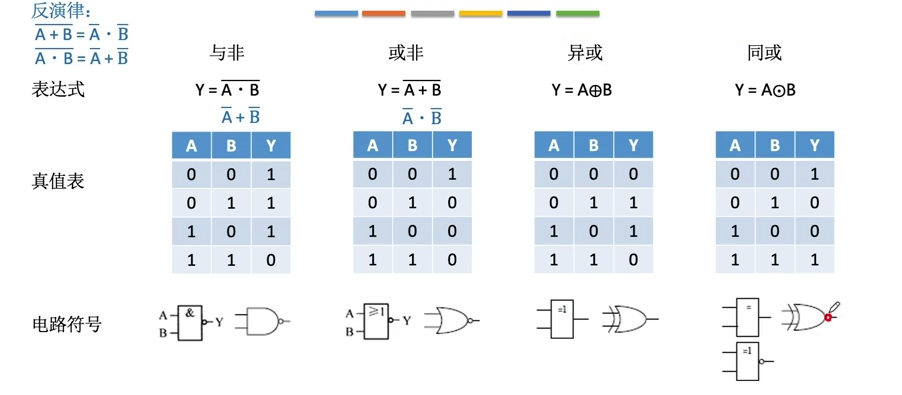 反演律:
$\overline{A + B} = \overline{A} \cdot \overline{B}$
$\overline{A \cdot B} = \overline{A} + \overline{B}$
与非 或非 异或 同或
表达式 $Y = \overline{A \cdot B}$ $Y = \overline{A + B}$ Y = A⊕B Y = A⊙B
$\overline{A} + \overline{B}$ $\overline{A} \cdot \overline{B}$
真值表
A B Y A B Y A B Y A B Y
0 0 1 0 0 1 0 0 0 0 0 1
0 1 1 0 1 0 0 1 1 0 1 0
1 0 1 1 0 0 1 0 1 1 0 0
1 1 0 1 1 0 1 1 0 1 1 1
电路符号
A & Y A ≥1 Y =1 =
B B
=1